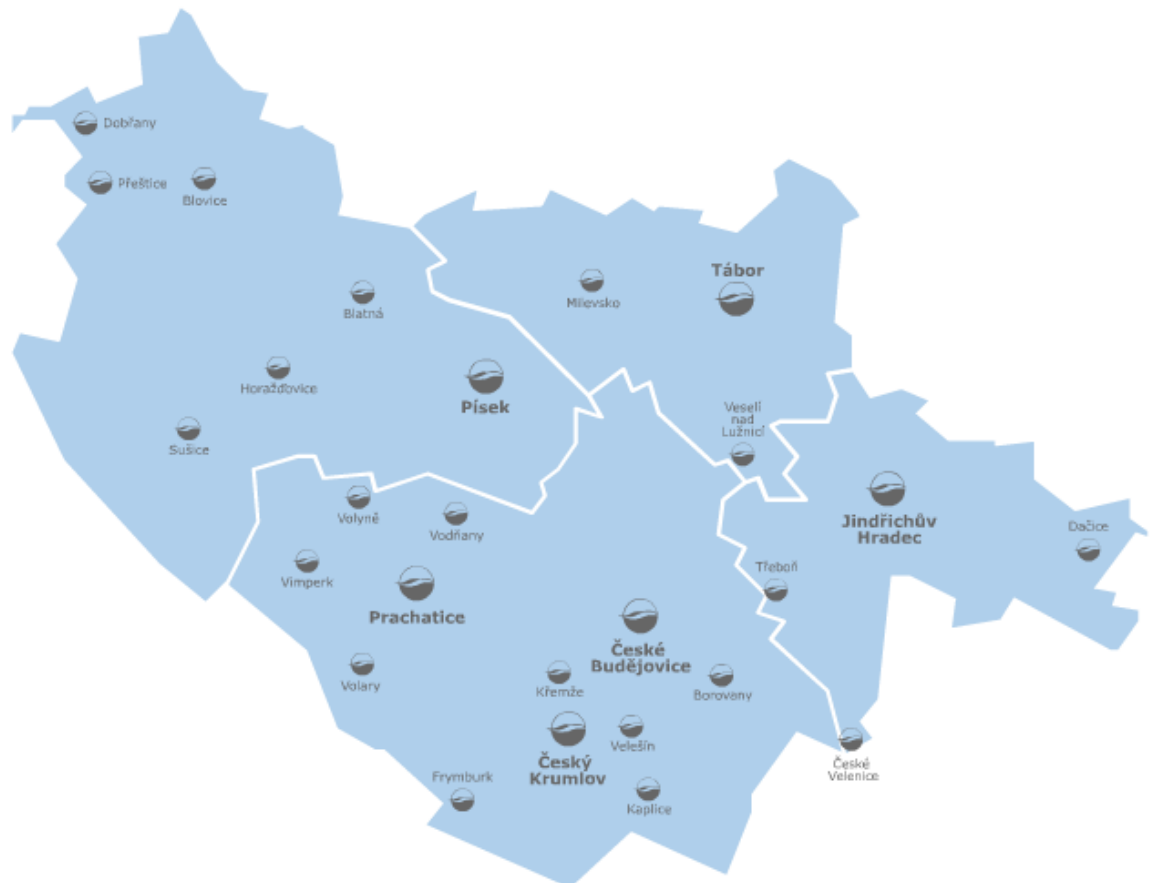 Dobřany
Přeštice
Blovice
Tábor
Milevsko
Blatná
Horažďovice
Písek
Veselí
nad
Lužnicí
Sušice
Jindřichův
Hradec
Volyně
Vodňany
Dačice
Vimperk
Třeboň
Prachatice
České
Budějovice
Volary
Křemže
Borovany
Velešín
Český
Krumlov
České
Velenice
Frymburk
Kaplice